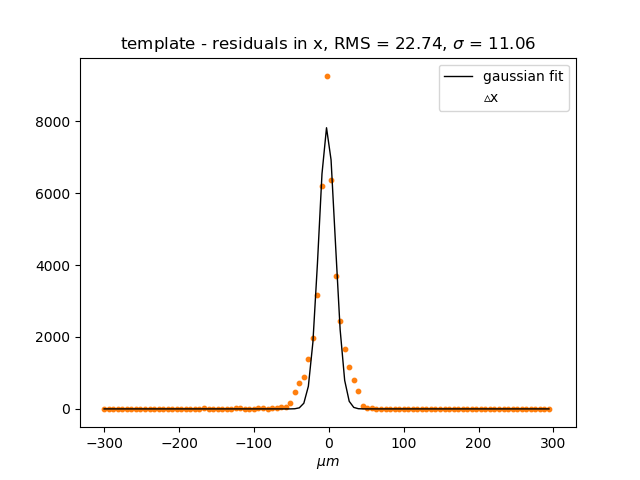 template - residuals in x, RMS = 22.74, σ = 11.06
gaussian fit
△x
8000
6000
4000
2000
0
−300 −200 −100 0 100 200 300
μm